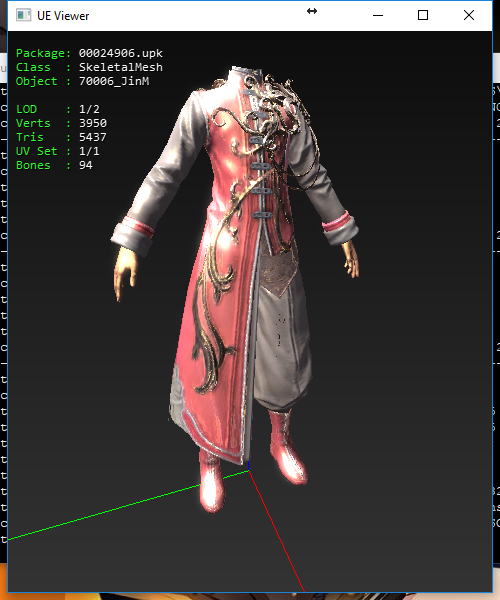 UE Viewer
Package: 00024906.upk
Class : SkeletalMesh
Object : 70006_JinM
LOD : 1/2
Verts : 3950
Tris : 5437
UV Set : 1/1
Bones : 94